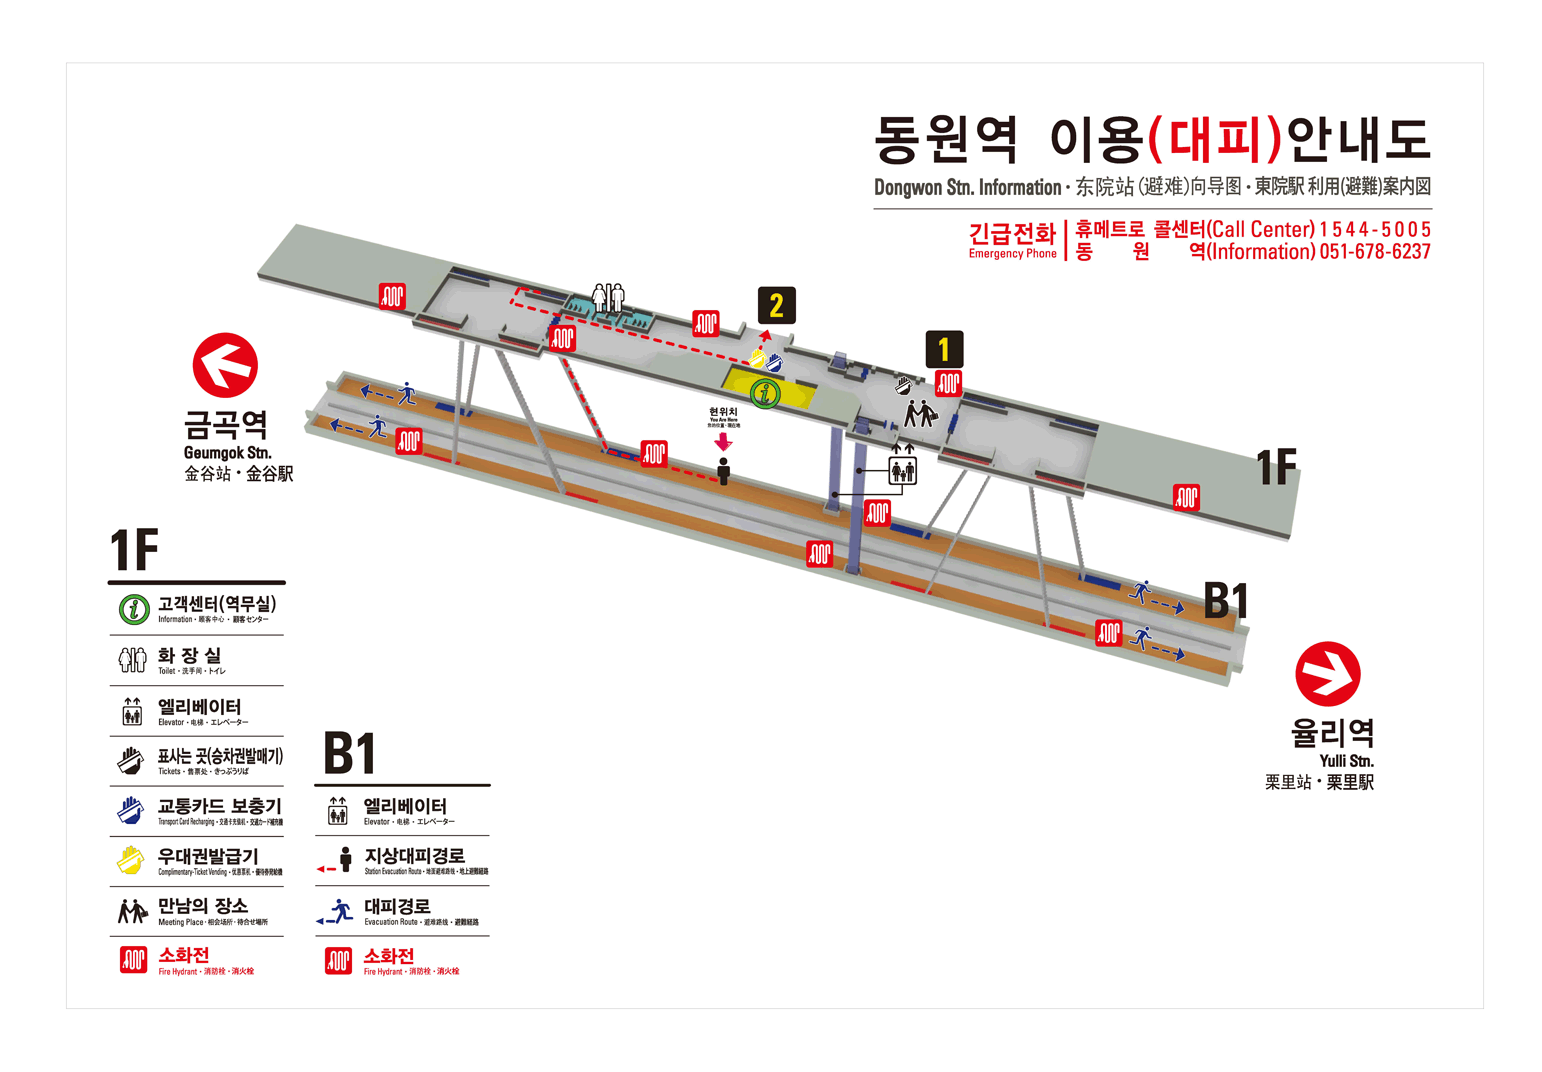 동원역 이용(대피)안내도
Dongwon Stn. Information · 东院站 (避难)向导图 · 東院駅 利用(避難)案内図
긴급전화
Emergency Phone
휴메트로 콜센터(Call Center) 1544-5005
동원역(Information) 051-678-6237
2
1
현위치
You Are Here
1F
B1
금곡역
Geumgok Stn.
金谷站 · 金谷駅
율리역
Yulli Stn.
栗里站 · 栗里駅
1F
고객센터(역무실)
Information · 顾客中心 · 顧客センター
화장실
Toilet · 洗手间 · トイレ
엘리베이터
Elevator · 电梯 · エレベーター
표사는 곳(승차권발매기)
Tickets · 售票处 · きっぷうりば
교통카드 보충기
Transport Card Recharging · 交通卡充值机 · 交通カード補充機
우대권발급기
Complimentary-Ticket Vending · 优惠票机 · 優待券発給機
만남의 장소
Meeting Place · 相会场所 · 待合せ場所
소화전
Fire Hydrant · 消防栓 · 消火栓
B1
엘리베이터
Elevator · 电梯 · エレベーター
지상대피경로
Station Evacuation Route · 地面避难路线 · 地上避難経路
대피경로
Evacuation Route · 避难路线 · 避難経路
소화전
Fire Hydrant · 消防栓 · 消火栓